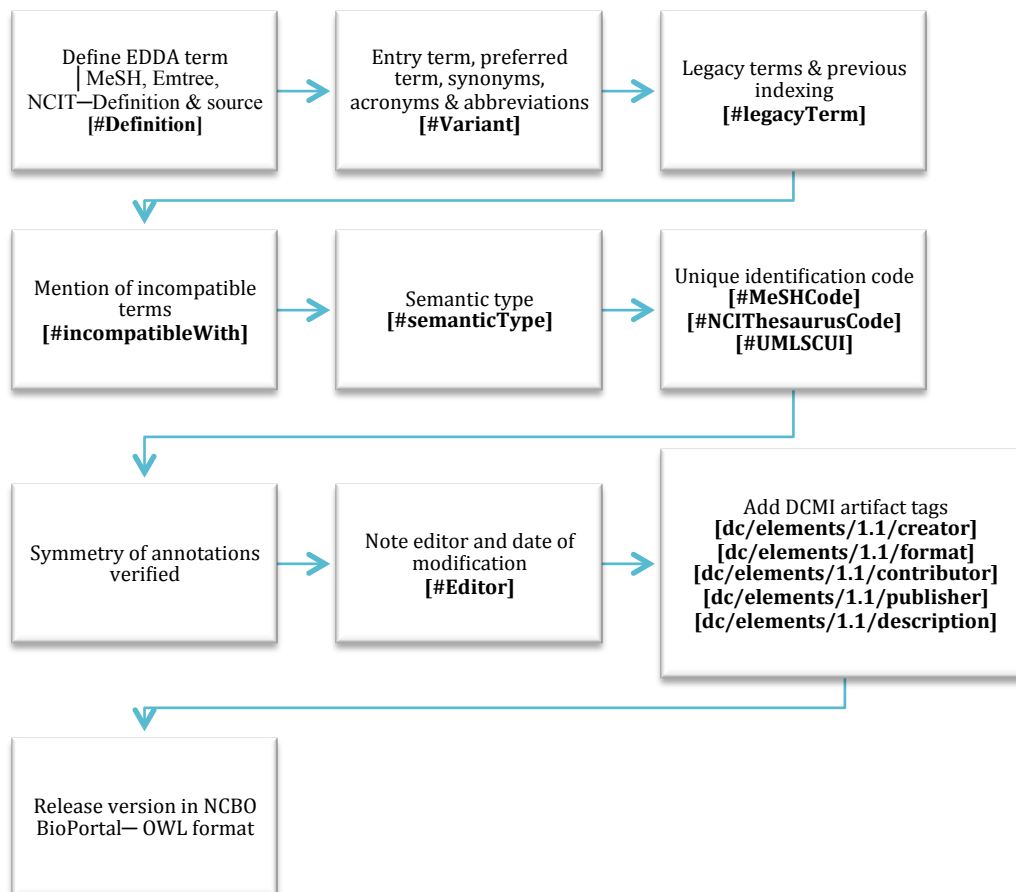 Define EDDA term
| MeSH, Emtree,
NCIT—Definition & source
[#Definition]
Entry term, preferred
term, synonyms,
acronyms & abbreviations
[#Variant]
Legacy terms & previous
indexing
[#legacyTerm]
Mention of incompatible
terms
[#incompatibleWith]
Semantic type
[#semanticType]
Unique identification code
[#MeSHCode]
[#NCIThesaurusCode]
[#UMLSCUI]
Symmetry of annotations
verified
Note editor and date of
modification
[#Editor]
Add DCMI artifact tags
[dc/elements/1.1/creator]
[dc/elements/1.1/format]
[dc/elements/1.1/contributor]
[dc/elements/1.1/publisher]
[dc/elements/1.1/description]
Release version in NCBO
BioPortal— OWL format